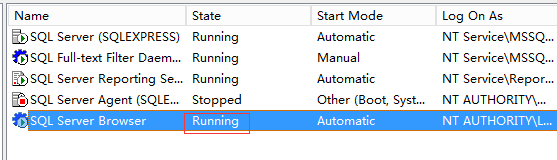 Name State Start Mode Log On As
SQL Server (SQLEXPRESS) Running Automatic NT Service\MSSQ...
SQL Full-text Filter Daem... Running Manual NT Service\MSSQ...
SQL Server Reporting Se... Running Automatic NT Service\Repor...
SQL Server Agent (SQLE... Stopped Other (Boot, Syst... NT AUTHORITY\...
SQL Server Browser Running Automatic NT AUTHORITY\L...